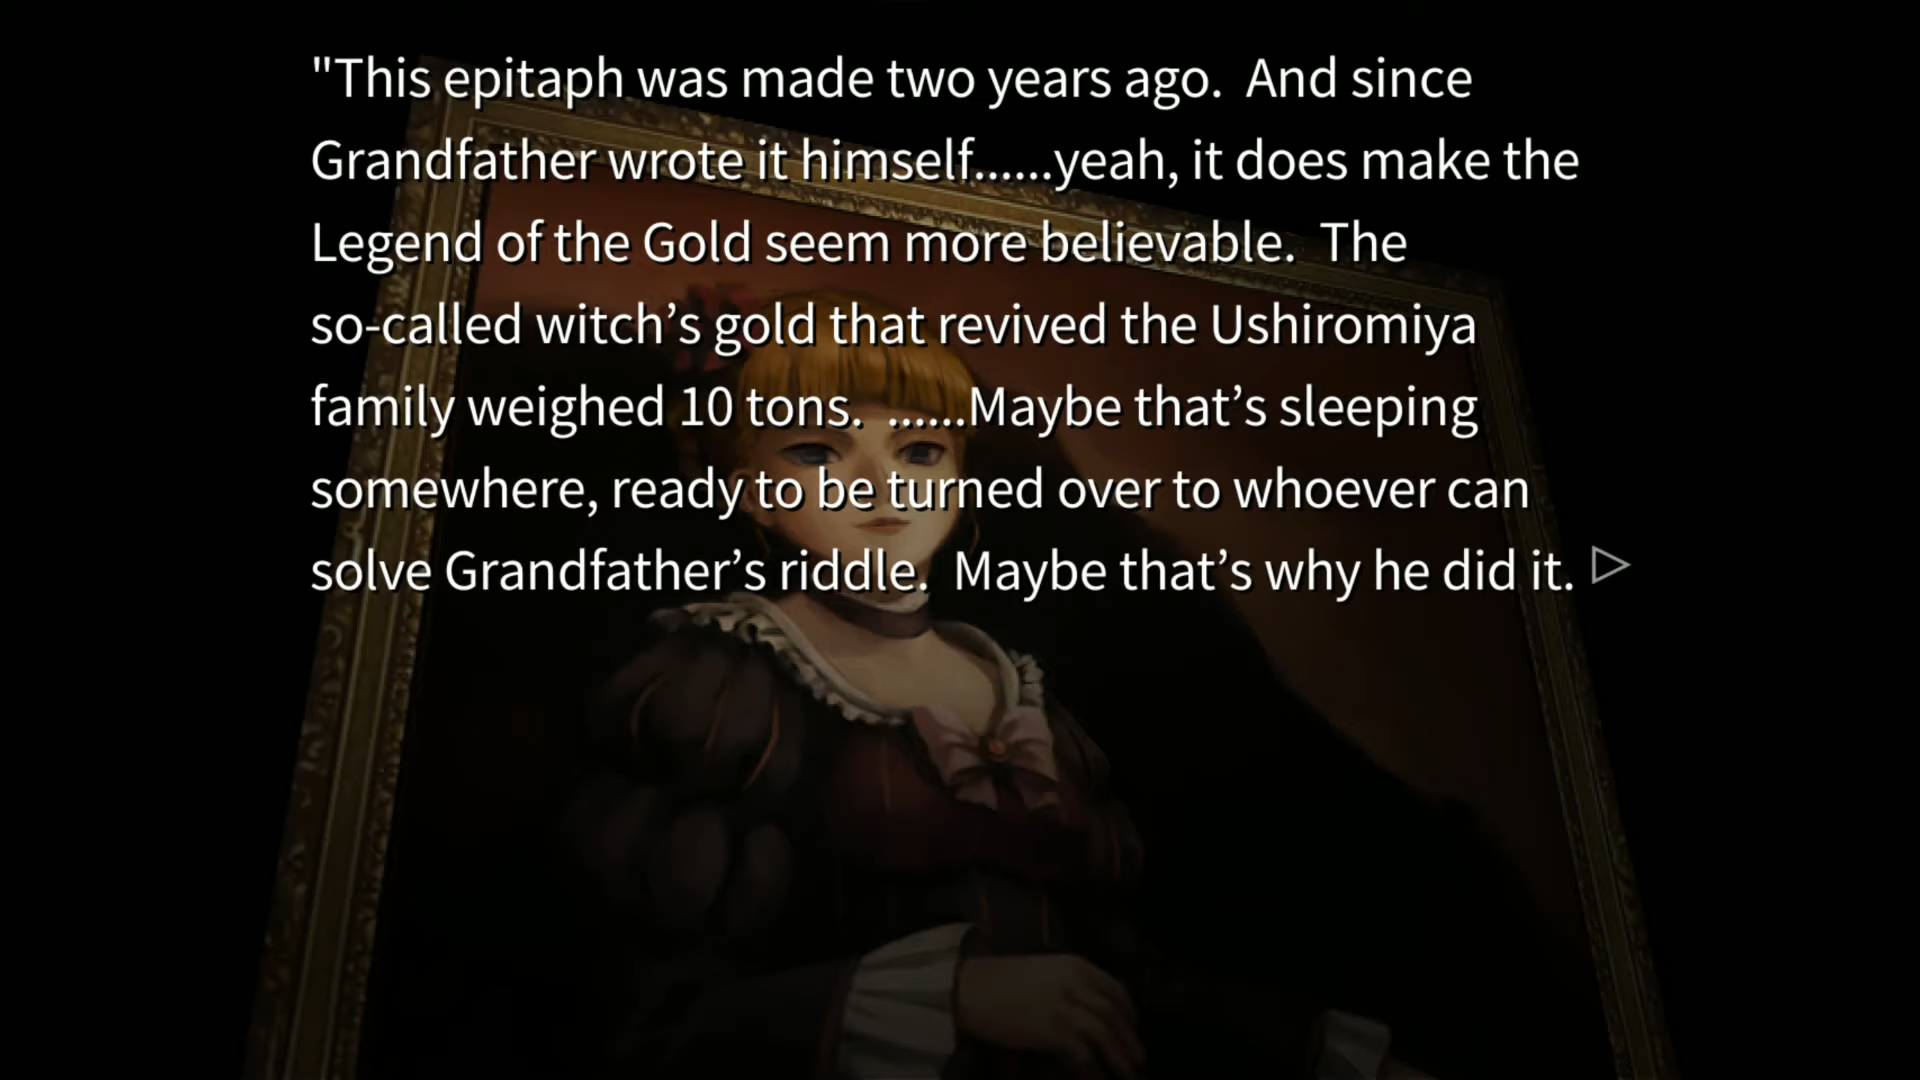 "This epitaph was made two years ago.  And since
Grandfather wrote it himself......yeah, it does make the
Legend of the Gold seem more believable.  The
so-called witch’s gold that revived the Ushiromiya
family weighed 10 tons.  ......Maybe that’s sleeping
somewhere, ready to be turned over to whoever can
solve Grandfather’s riddle.  Maybe that’s why he did it.